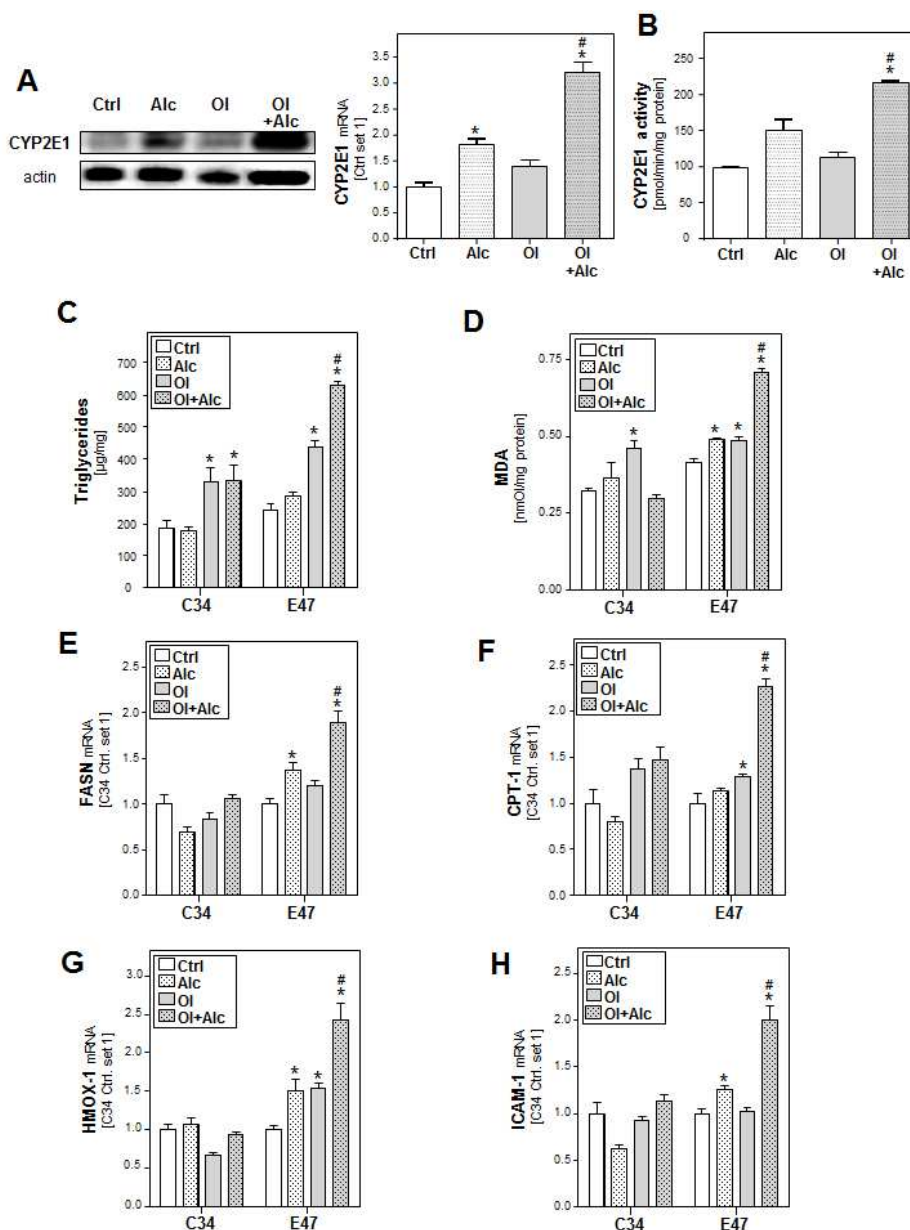 A
Ctrl Alc Ol Ol
+Alc
CYP2E1
actin
CYP2E1 mRNA
[Ctrl set 1]
3.5
3.0
2.5
2.0
1.5
1.0
0.5
0.0
*
#
*
Ctrl Alc Ol Ol
+Alc
B
CYP2E1 activity
[pmol/min/mg protein]
250
200
150
100
50
0
#
*
Ctrl Alc Ol Ol
+Alc
C
Triglycerides
[µg/mg]
700
600
500
400
300
200
100
0
Ctrl
Alc
Ol
Ol+Alc
* * * #
*
C34 E47
D
MDA
[nmOl/mg protein]
0.75
0.50
0.25
0.00
Ctrl
Alc
Ol
Ol+Alc
* * * #
*
C34 E47
E
FASN mRNA
[C34 Ctrl. set 1]
2.5
2.0
1.5
1.0
0.5
0.0
Ctrl
Alc
Ol
Ol+Alc
* #
*
C34 E47
F
CPT-1 mRNA
[C34 Ctrl. set 1]
2.5
2.0
1.5
1.0
0.5
0.0
Ctrl
Alc
Ol
Ol+Alc
* #
*
C34 E47
G
HMOX-1 mRNA
[C34 Ctrl. set 1]
3.0
2.5
2.0
1.5
1.0
0.5
0.0
Ctrl
Alc
Ol
Ol+Alc
* * #
*
C34 E47
H
ICAM-1 mRNA
[C34 Ctrl. set 1]
2.5
2.0
1.5
1.0
0.5
0.0
Ctrl
Alc
Ol
Ol+Alc
* #
*
C34 E47